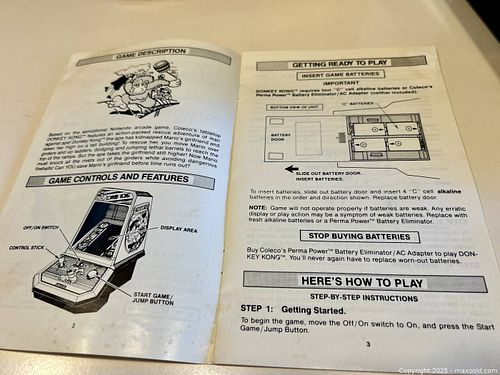 GAME DESCRIPTION
Based on the sensational Nintendo arcade game, Coleco's tabletop
DONKEY KONG™ features an action-packed rescue adventure of man
against ape! Donkey Kong the ape has kidnapped Mario's girlfriend and
taken her high on a tall building! To rescue her, you move Mario over
girders and up ladders, dodging and jumping lethal barrels to reach the
top of the ramps. But the ape takes the girlfriend still higher! Now Mario
must knock all the rivets out of the girders while avoiding dangerous
fireballs! Can YOU save Mario's girlfriend before time runs out?
GAME CONTROLS AND FEATURES
OFF/ON SWITCH
DISPLAY AREA
CONTROL STICK
START GAME/
JUMP BUTTON
2
GETTING READY TO PLAY
INSERT GAME BATTERIES
IMPORTANT
DONKEY KONG™ requires four "C" cell alkaline batteries or Coleco's
Perma Power™ Battery Eliminator/AC Adapter (neither included).
BOTTOM VIEW OF UNIT
"C" BATTERIES
BATTERY
DOOR
SLIDE OUT BATTERY DOOR.
INSERT BATTERIES.
To insert batteries, slide out battery door and insert 4 "C" cell alkaline
batteries in the order and direction shown. Replace battery door.
NOTE: Game will not operate properly if batteries are weak. Any erratic
display or play action may be a symptom of weak batteries. Replace with
fresh alkaline batteries or a Perma Power™ Battery Eliminator.
STOP BUYING BATTERIES
Buy Coleco's Perma Power™ Battery Eliminator/AC Adapter to play DON-
KEY KONG™. You'll never again have to replace worn-out batteries.
HERE'S HOW TO PLAY
STEP-BY-STEP INSTRUCTIONS
STEP 1: Getting Started.
To begin the game, move the Off/On switch to On, and press the Start
Game/Jump Button.
3
Copyright 2025 - maxsold.com